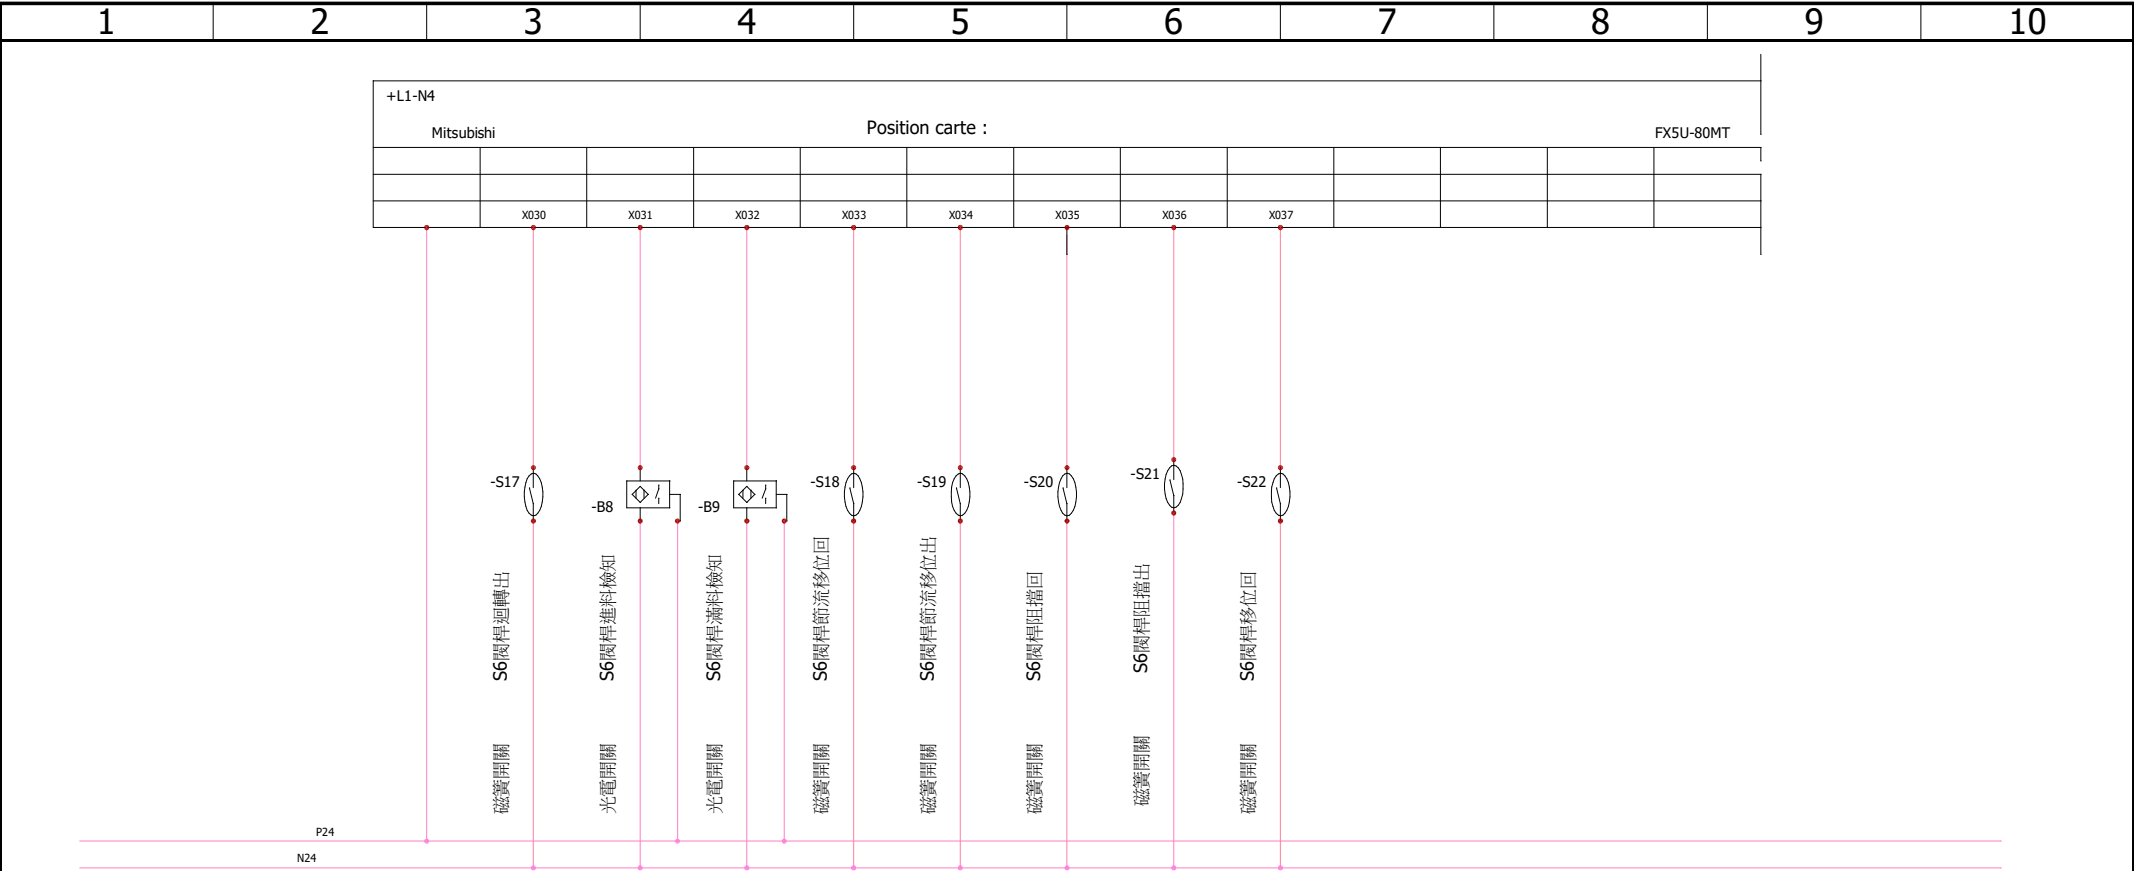 1 2 3 4 5 6 7 8 9 10
+L1-N4
Mitsubishi
Position carte :
FX5U-80MT
X030 X031 X032 X033 X034 X035 X036 X037
-S17
-B8
-B9
-S18
-S19
-S20
-S21
-S22
S6閥桿迴轉出
S6閥桿進料檢知
S6閥桿滿料檢知
S6閥桿節流移位回
S6閥桿節流移位出
S6閥桿阻擋回
S6閥桿阻擋出
S6閥桿移位回
磁簧開關
光電開關
光電開關
磁簧開關
磁簧開關
磁簧開關
磁簧開關
磁簧開關
P24
N24